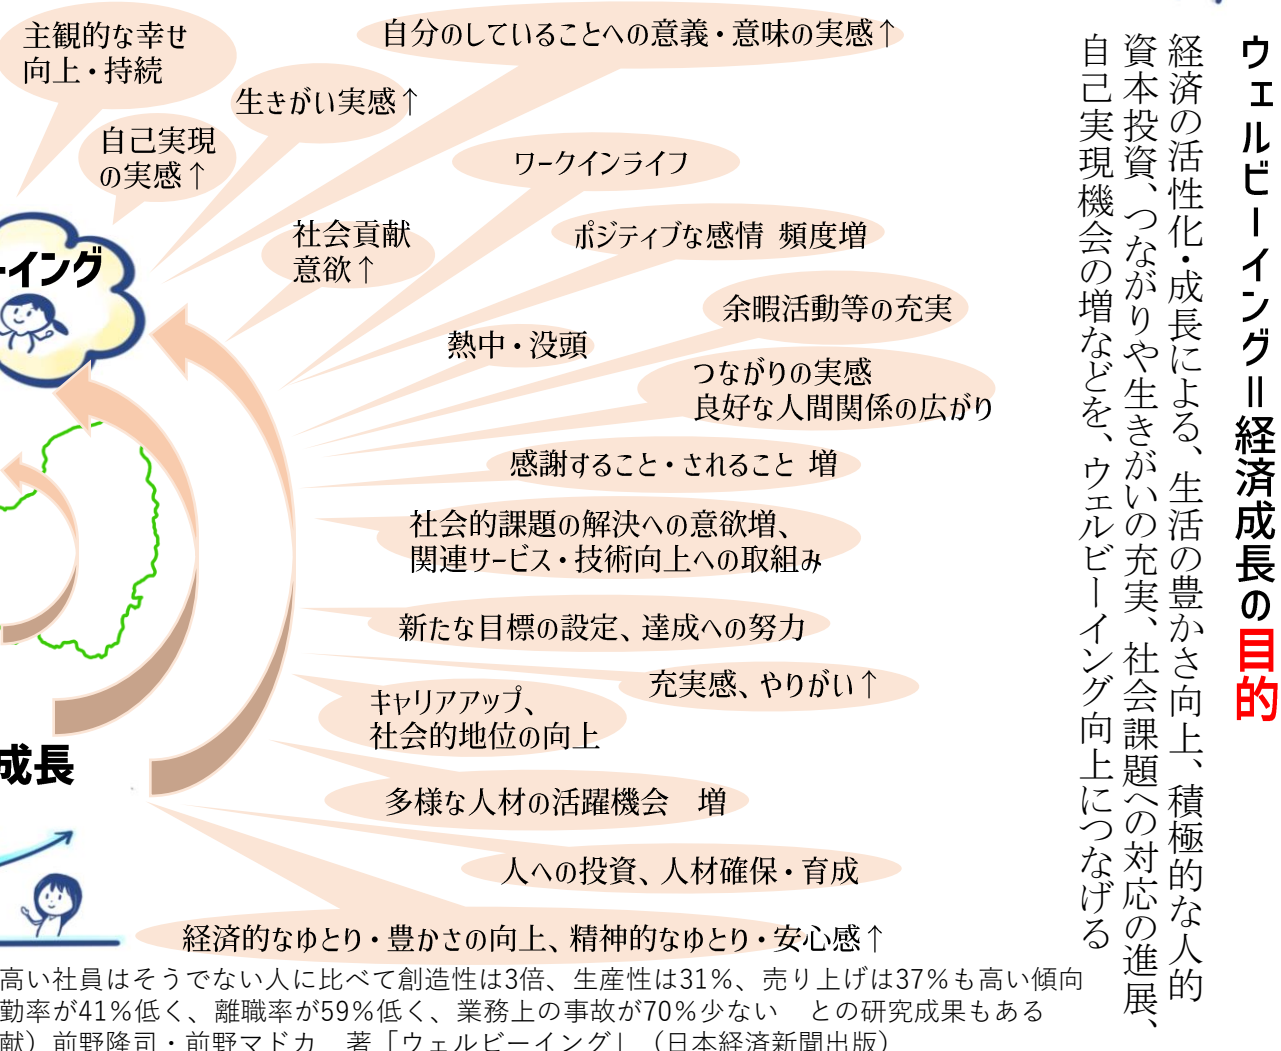 ウェルビーイング＝経済成長の目的
経済の活性化・成長による、生活の豊かさ向上、積極的な人的
資本投資、つながりや生きがいの充実、社会課題への対応の進展、
自己実現機会の増などを、ウェルビーイング向上につなげる
主観的な幸せ
向上・持続
自分のしていることへの意義・意味の実感↑
生きがい実感↑
自己実現
の実感↑
ワークインライフ
社会貢献
意欲↑
ポジティブな感情 頻度増
ーイング
余暇活動等の充実
熱中・没頭
つながりの実感
良好な人間関係の広がり
感謝すること・されること 増
社会的課題の解決への意欲増、
関連サービス・技術向上への取組み
新たな目標の設定、達成への努力
充実感、やりがい↑
キャリアアップ、
社会的地位の向上
成長
多様な人材の活躍機会　増
人への投資、人材確保・育成
経済的なゆとり・豊かさの向上、精神的なゆとり・安心感↑
高い社員はそうでない人に比べて創造性は3倍、生産性は31%、売り上げは37%も高い傾向
勤率が41%低く、離職率が59%低く、業務上の事故が70%少ない　との研究成果もある
献）前野隆司・前野マドカ　著「ウェルビーイング」（日本経済新聞出版）